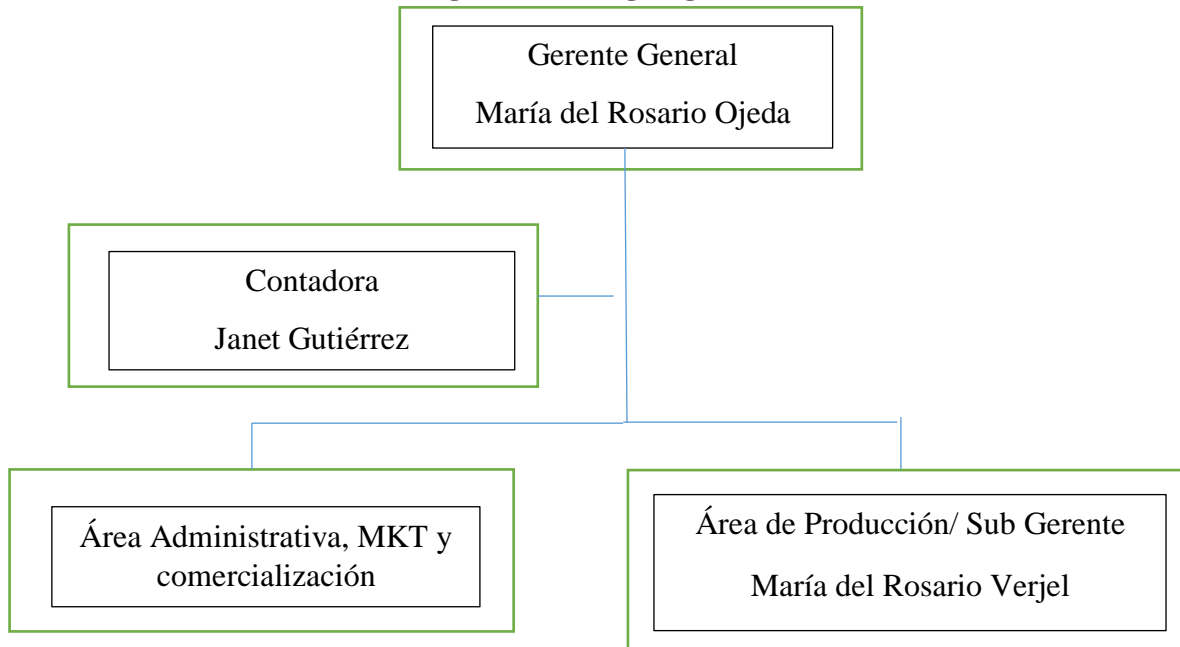 Gerente General
María del Rosario Ojeda
Contadora
Janet Gutiérrez
Área Administrativa, MKT y
comercialización
Área de Producción/ Sub Gerente
María del Rosario Verjel